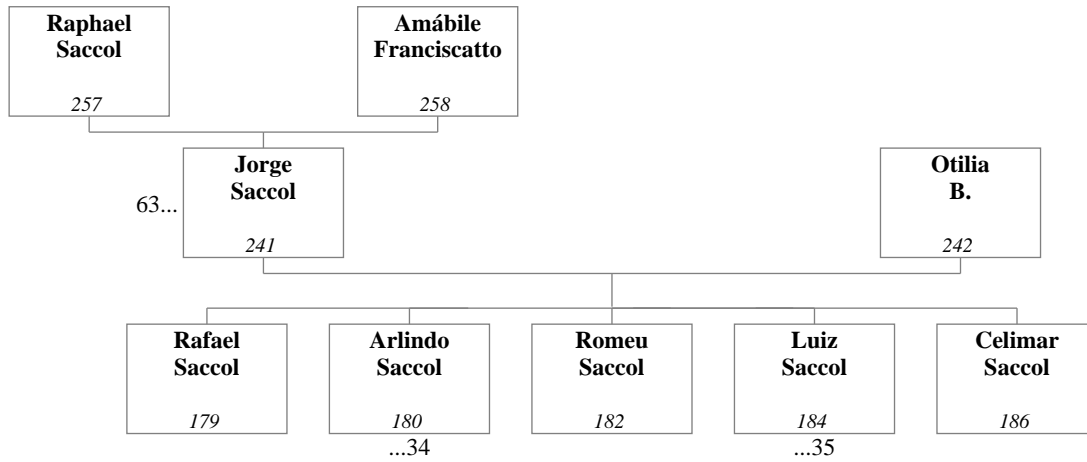 Raphael
Saccol
257
Amábile
Franciscatto
258
63...
Jorge
Saccol
241
Otilia
B.
242
Rafael
Saccol
179
Arlindo
Saccol
180
...34
Romeu
Saccol
182
Luiz
Saccol
184
...35
Celimar
Saccol
186